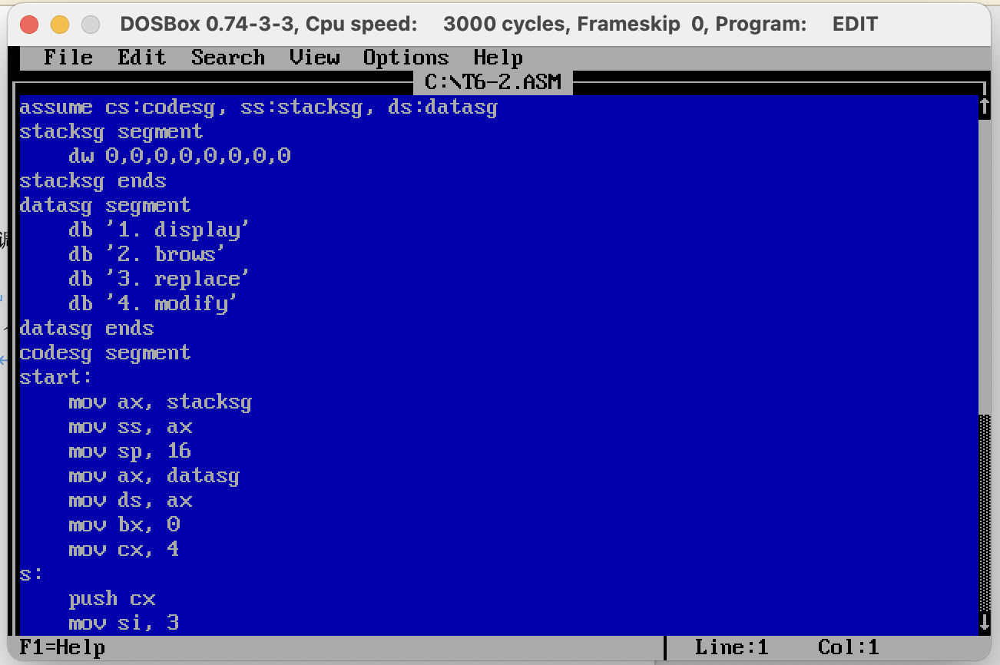 DOSBox 0.74-3-3, Cpu speed: 3000 cycles, Frameskip 0, Program: EDIT
File Edit Search View Options Help
C:\T6-2.ASM
assume cs:codesg, ss:stacksg, ds:datasg
stacksg segment
dw 0,0,0,0,0,0,0,0
stacksg ends
datasg segment
db '1. display'
db '2. brows'
db '3. replace'
db '4. modify'
datasg ends
codesg segment
start:
mov ax, stacksg
mov ss, ax
mov sp, 16
mov ax, datasg
mov ds, ax
mov bx, 0
mov cx, 4
s:
push cx
mov si, 3
F1=Help Line:1 Col:1